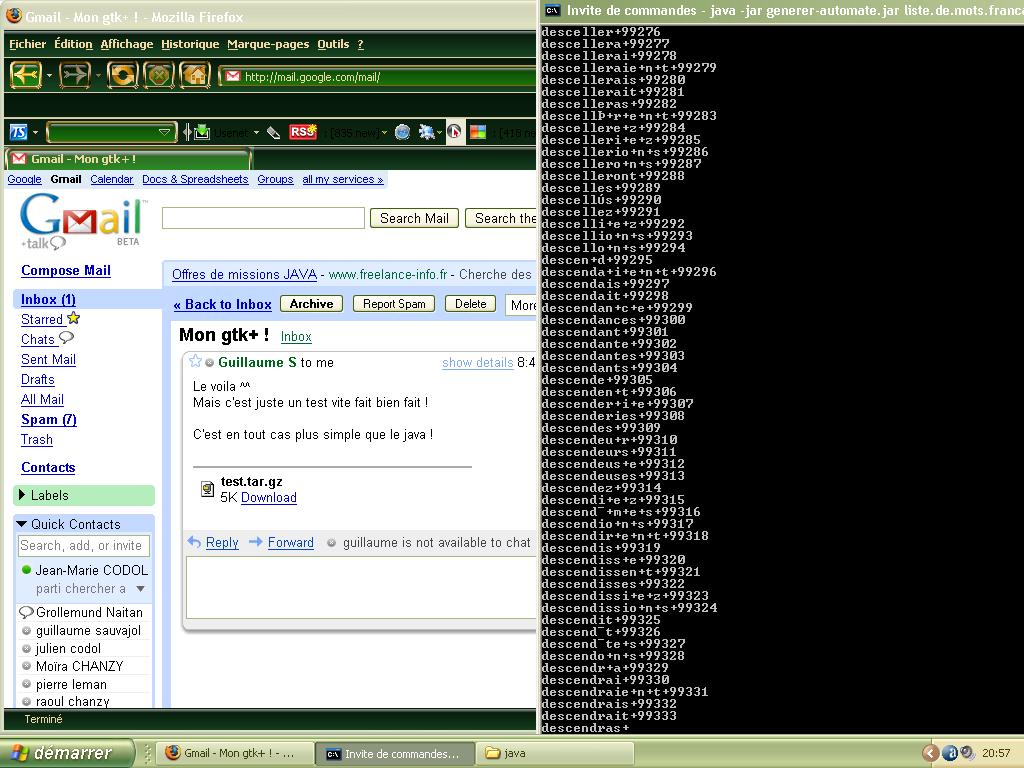 Gmail - Mon gtk+ ! - Mozilla Firefox
Fichier Édition Affichage Historique Marque-pages Outils ?
http://mail.google.com/mail/
TS Usenet RSS [835 new] [418 ne
Gmail - Mon gtk+ !
Google Gmail Calendar Docs & Spreadsheets Groups all my services »
Gmail
+talk BETA
Search Mail Search the
Compose Mail
Inbox (1)
Starred
Chats
Sent Mail
Drafts
All Mail
Spam (7)
Trash
Contacts
Labels
Quick Contacts
Search, add, or invite
Jean-Marie CODOL
parti chercher a
Grollemund Naitan
guillaume sauvajol
julien codol
Moïra CHANZY
pierre leman
raoul chanzy
Offres de missions JAVA - www.freelance-info.fr - Cherche des
« Back to Inbox Archive Report Spam Delete More
Mon gtk+ ! Inbox
Guillaume S to me show details 8:4
Le voila ^^
Mais c'est juste un test vite fait bien fait !
C'est en tout cas plus simple que le java !
test.tar.gz
5K Download
Reply Forward guillaume is not available to chat
Terminé
Invite de commandes - java -jar generer-automate.jar liste.de.mots.franca
desceller+99276
descellera+99277
descellerai+99278
descelleraie+n+t+99279
descellerais+99280
descellerait+99281
descelleras+99282
descellÞ+r+e+n+t+99283
descellere+z+99284
descelleri+e+z+99285
descellerio+n+s+99286
descellero+n+s+99287
descelleront+99288
descelles+99289
descellÚs+99290
descellez+99291
descelli+e+z+99292
descellio+n+s+99293
descello+n+s+99294
descen+d+99295
descenda+i+e+n+t+99296
descendais+99297
descendait+99298
descendan+c+e+99299
descendances+99300
descendant+99301
descendante+99302
descendantes+99303
descendants+99304
descende+99305
descenden+t+99306
descender+i+e+99307
descenderies+99308
descendes+99309
descendeu+r+99310
descendeurs+99311
descendeus+e+99312
descendeuses+99313
descendez+99314
descendi+e+z+99315
descend¯+m+e+s+99316
descendio+n+s+99317
descendir+e+n+t+99318
descendis+99319
descendiss+e+99320
descendissen+t+99321
descendisses+99322
descendissi+e+z+99323
descendissio+n+s+99324
descendit+99325
descend¯t+99326
descend¯te+s+99327
descendo+n+s+99328
descendr+a+99329
descendrai+99330
descendraie+n+t+99331
descendrais+99332
descendrait+99333
descendras+
démarrer Gmail - Mon gtk+ ! - ... Invite de commandes... java 20:57